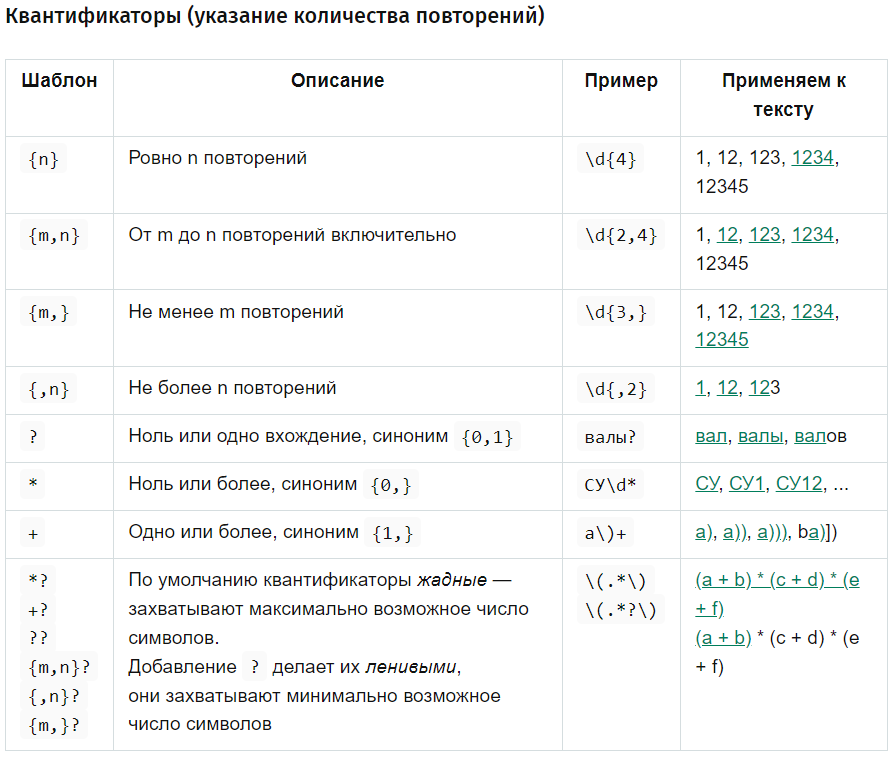 Квантификаторы (указание количества повторений)
Шаблон Описание Пример Применяем к
тексту
{n} Ровно n повторений \d{4} 1, 12, 123, 1234,
12345
{m,n} От m до n повторений включительно \d{2,4} 1, 12, 123, 1234,
12345
{m,} Не менее m повторений \d{3,} 1, 12, 123, 1234,
12345
{,n} Не более n повторений \d{,2} 1, 12, 123
? Ноль или одно вхождение, синоним {0,1} валы? вал, валы, валов
* Ноль или более, синоним {0,} СУ\d* СУ, СУ1, СУ12, ...
+ Одно или более, синоним {1,} a\)+ a), a)), a))), ba)])
*? По умолчанию квантификаторы жадные — \(.*\) (a + b) * (c + d) * (e
+? захватывают максимально возможное число \(.*?\) + f)
?? символов. (a + b) * (c + d) * (e
{m,n}? Добавление ? делает их ленивыми, + f)
{,n}? они захватывают минимально возможное
{m,}? число символов